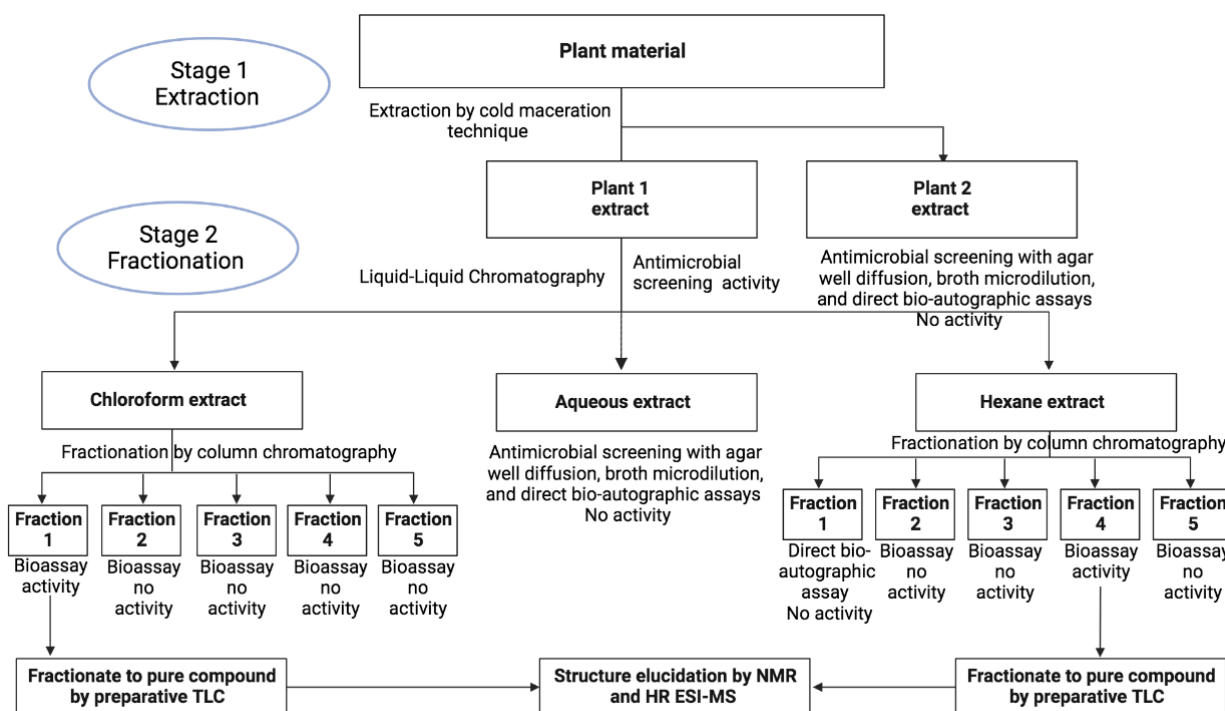 Stage 1
Extraction
Plant material
Extraction by cold maceration
technique
Plant 1
extract
Plant 2
extract
Stage 2
Fractionation
Liquid-Liquid Chromatography
Antimicrobial
screening activity
Antimicrobial screening with agar
well diffusion, broth microdilution,
and direct bio-autographic assays
No activity
Chloroform extract
Aqueous extract
Hexane extract
Fractionation by column chromatography
Antimicrobial screening with agar
well diffusion, broth microdilution,
and direct bio-autographic assays
No activity
Fractionation by column chromatography
Fraction
1
Bioassay
activity
Fraction
2
Bioassay
no
activity
Fraction
3
Bioassay
no
activity
Fraction
4
Bioassay
no
activity
Fraction
5
Bioassay
no
activity
Fraction
1
Direct bio-
autographic
assay
No activity
Fraction
2
Bioassay
no
activity
Fraction
3
Bioassay
no
activity
Fraction
4
Bioassay
activity
Fraction
5
Bioassay
no
activity
Fractionate to pure compound
by preparative TLC
Structure elucidation by NMR
and HR ESI-MS
Fractionate to pure compound
by preparative TLC